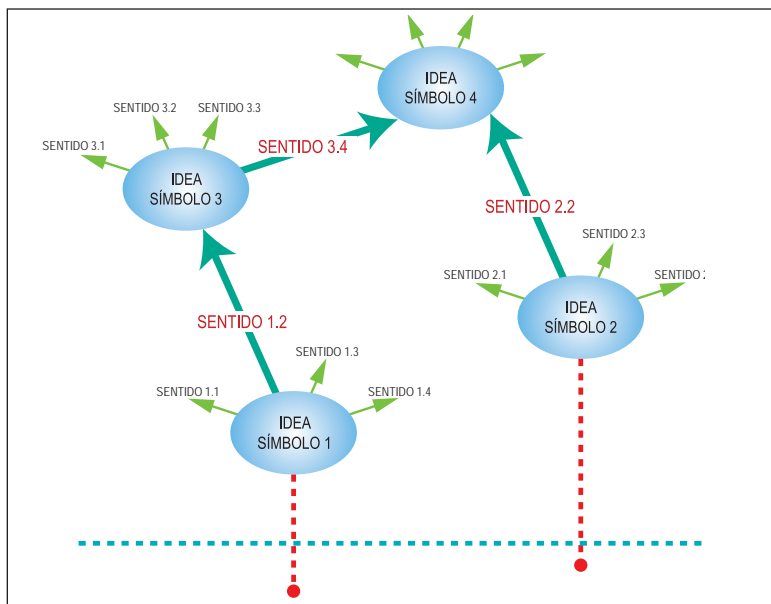 IDEA
SÍMBOLO 4
SENTIDO 3.2
SENTIDO 3.3
SENTIDO 3.1
SENTIDO 3.4
IDEA
SÍMBOLO 3
SENTIDO 2.2
SENTIDO 2.3
SENTIDO 2.1
SENTIDO 2
IDEA
SÍMBOLO 2
SENTIDO 1.2
SENTIDO 1.3
SENTIDO 1.1
SENTIDO 1.4
IDEA
SÍMBOLO 1